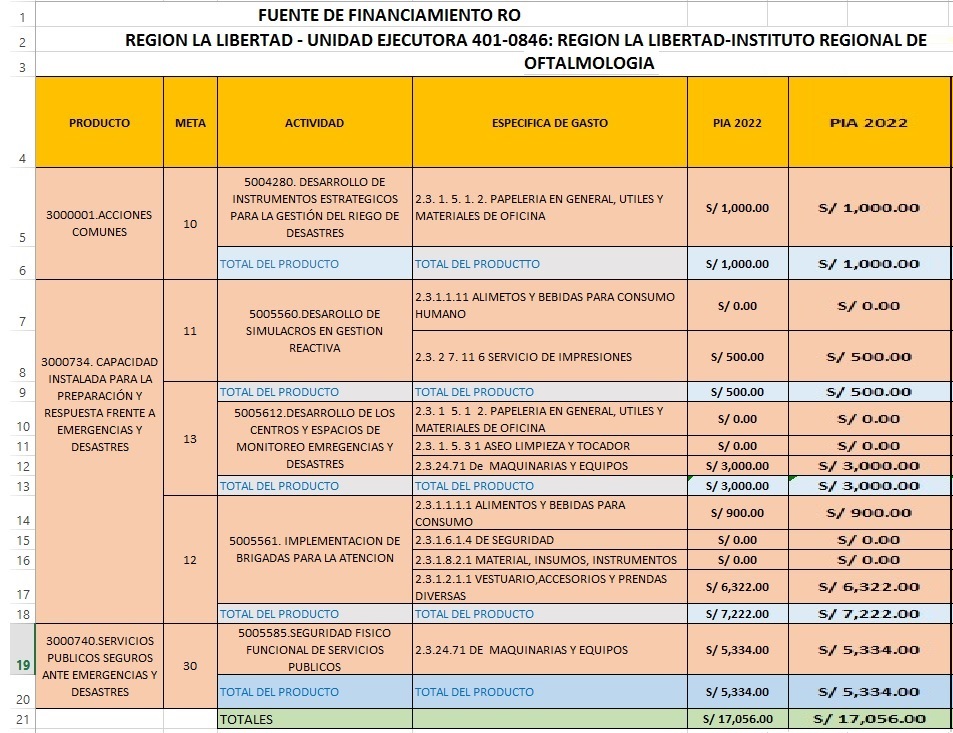 1 FUENTE DE FINANCIAMIENTO RO
2 REGION LA LIBERTAD - UNIDAD EJECUTORA 401-0846: REGION LA LIBERTAD-INSTITUTO REGIONAL DE
3 OFTALMOLOGIA
4 PRODUCTO META ACTIVIDAD ESPECIFICA DE GASTO PIA 2022 PIA 2022
3000001.ACCIONES
COMUNES
10
5004280. DESARROLLO DE
INSTRUMENTOS ESTRATEGICOS
PARA LA GESTIÓN DEL RIEGO DE
DESASTRES
2.3. 1. 5. 1. 2. PAPELERIA EN GENERAL, UTILES Y
MATERIALES DE OFICINA
S/ 1,000.00 S/ 1,000.00
5
6 TOTAL DEL PRODUCTO TOTAL DEL PRODUCTTO S/ 1,000.00 S/ 1,000.00
3000734. CAPACIDAD
INSTALADA PARA LA
PREPARACIÓN Y
RESPUESTA FRENTE A
EMERGENCIAS Y
DESASTRES
11
5005560.DESAROLLO DE
SIMULACROS EN GESTION
REACTIVA
2.3.1.1.11 ALIMETOS Y BEBIDAS PARA CONSUMO
HUMANO
S/ 0.00 S/ 0.00
7
2.3. 2 7. 11 6 SERVICIO DE IMPRESIONES S/ 500.00 S/ 500.00
8
9 TOTAL DEL PRODUCTO TOTAL DEL PRODUCTO S/ 500.00 S/ 500.00
13
5005612.DESARROLLO DE LOS
CENTROS Y ESPACIOS DE
MONITOREO EMREGENCIAS Y
DESASTRES
2.3. 1 5. 1 2. PAPELERIA EN GENERAL, UTILES Y
MATERIALES DE OFICINA
S/ 0.00 S/ 0.00
10
11 2.3. 1. 5. 3 1 ASEO LIMPIEZA Y TOCADOR S/ 0.00 S/ 0.00
12 2.3.24.71 De MAQUINARIAS Y EQUIPOS S/ 3,000.00 S/ 3,000.00
13 TOTAL DEL PRODUCTO TOTAL DEL PRODUCTO S/ 3,000.00 S/ 3,000.00
12
5005561. IMPLEMENTACION DE
BRIGADAS PARA LA ATENCION
2.3.1.1.1.1 ALIMENTOS Y BEBIDAS PARA
CONSUMO
S/ 900.00 S/ 900.00
14
15 2.3.1.6.1.4 DE SEGURIDAD S/ 0.00 S/ 0.00
16 2.3.1.8.2.1 MATERIAL, INSUMOS, INSTRUMENTOS S/ 0.00 S/ 0.00
2.3.1.2.1.1 VESTUARIO,ACCESORIOS Y PRENDAS
DIVERSAS
S/ 6,322.00 S/ 6,322.00
17
18 TOTAL DEL PRODUCTO TOTAL DEL PRODUCTO S/ 7,222.00 S/ 7,222.00
3000740.SERVICIOS
PUBLICOS SEGUROS
ANTE EMERGENCIAS Y
DESASTRES
30
5005585.SEGURIDAD FISICO
FUNCIONAL DE SERVICIOS
PUBLICOS
2.3.24.71 DE MAQUINARIAS Y EQUIPOS S/ 5,334.00 S/ 5,334.00
19
20 TOTAL DEL PRODUCTO TOTAL DEL PRODUCTO S/ 5,334.00 S/ 5,334.00
21 TOTALES S/ 17,056.00 S/ 17,056.00